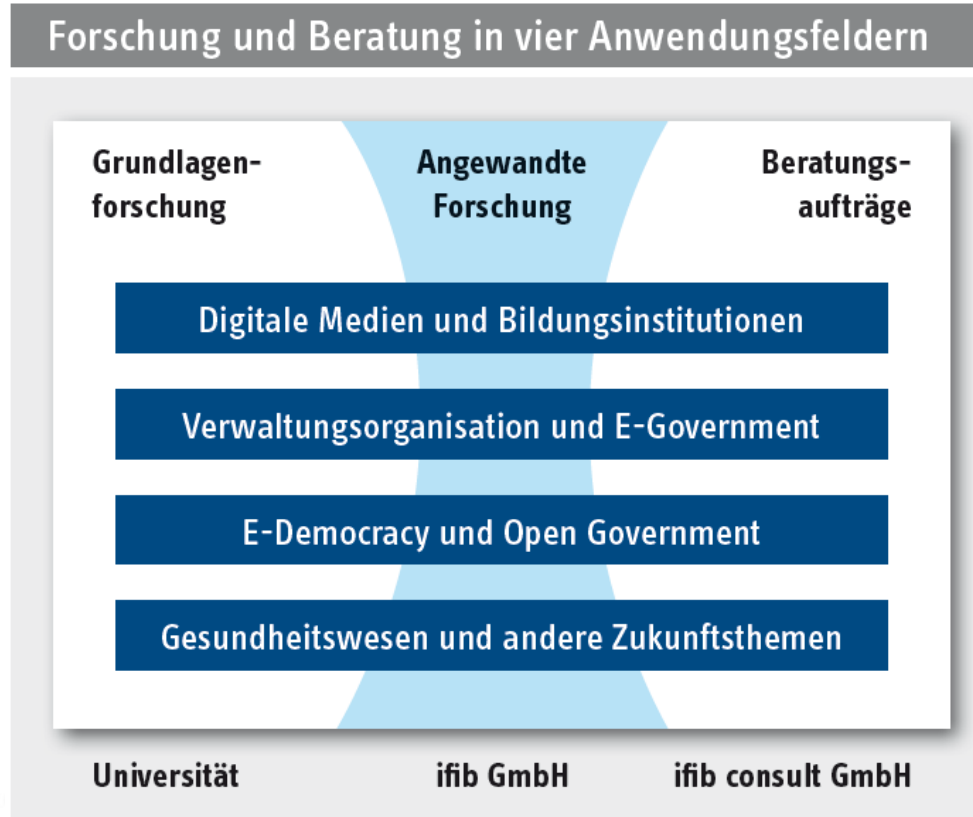 Forschung und Beratung in vier Anwendungsfeldern
Grundlagen-
forschung
Angewandte
Forschung
Beratungs-
aufträge
Digitale Medien und Bildungsinstitutionen
Verwaltungsorganisation und E-Government
E-Democracy und Open Government
Gesundheitswesen und andere Zukunftsthemen
Universität
ifib GmbH
ifib consult GmbH